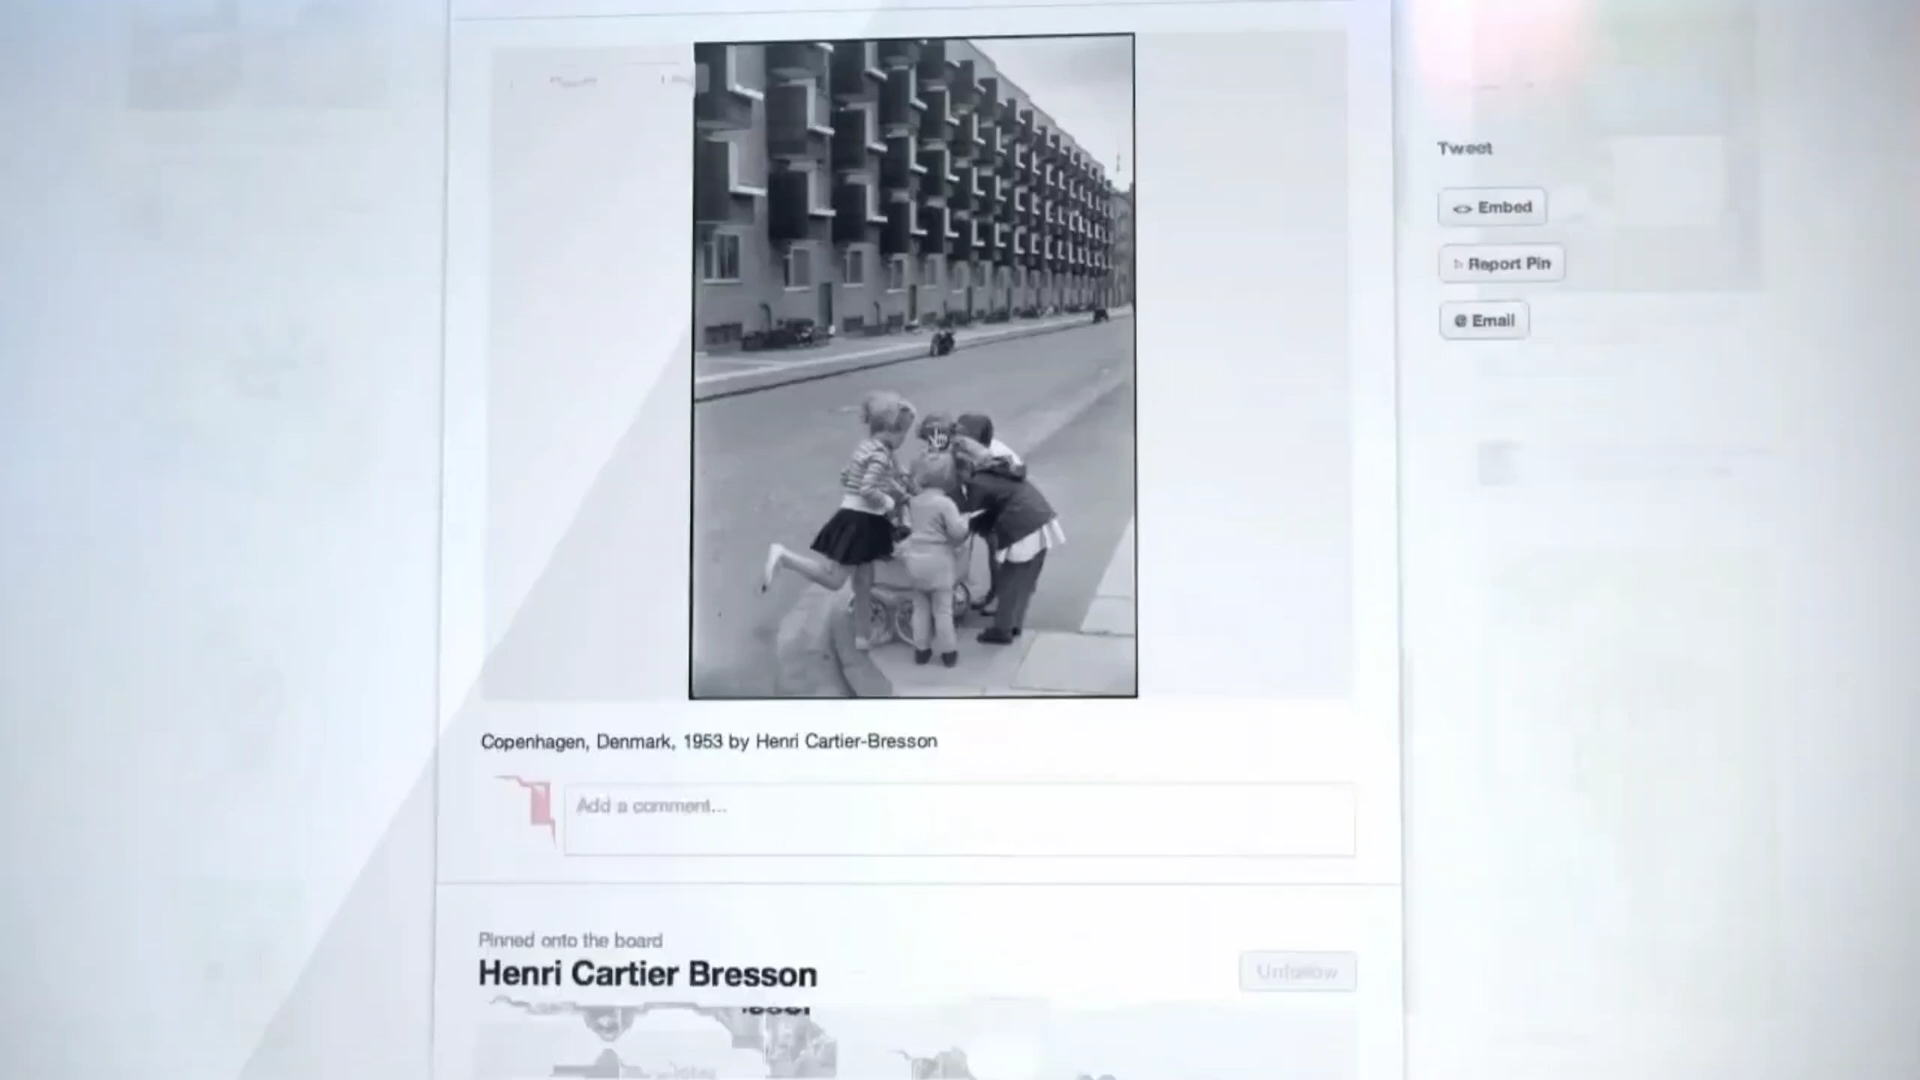 Tweet
<> Embed
Report Pin
@ Email
Copenhagen, Denmark, 1953 by Henri Cartier-Bresson
Add a comment...
Pinned onto the board
Henri Cartier Bresson
Unfollow